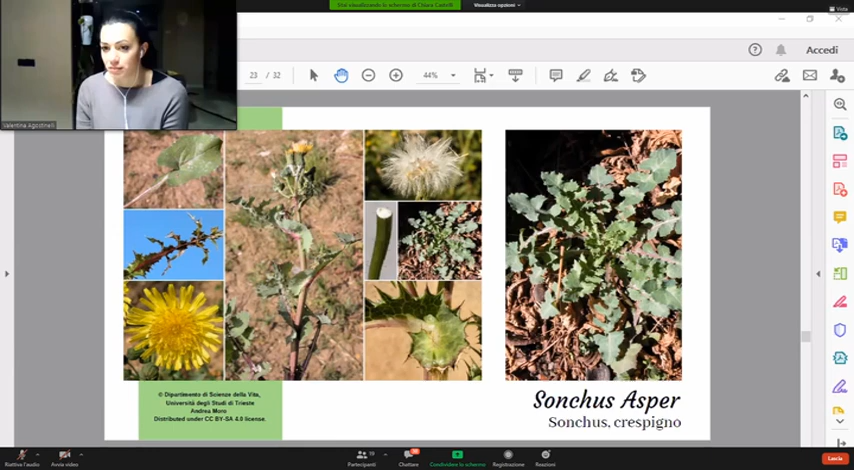 Stai visualizzando lo schermo di Chiara Castelli
Visualizza opzioni
Vista
Accedi
23 / 32
44%
Valentina Agostinelli
© Dipartimento di Scienze della Vita,
Università degli Studi di Trieste
Andrea Moro
Distributed under CC BY-SA 4.0 license.
Sonchus Asper
Sonchus, crespigno
Riattiva l'audio
Avvia video
Partecipanti
19
Chattare
Condividere lo schermo
Registrazione
Reazioni
Lascia